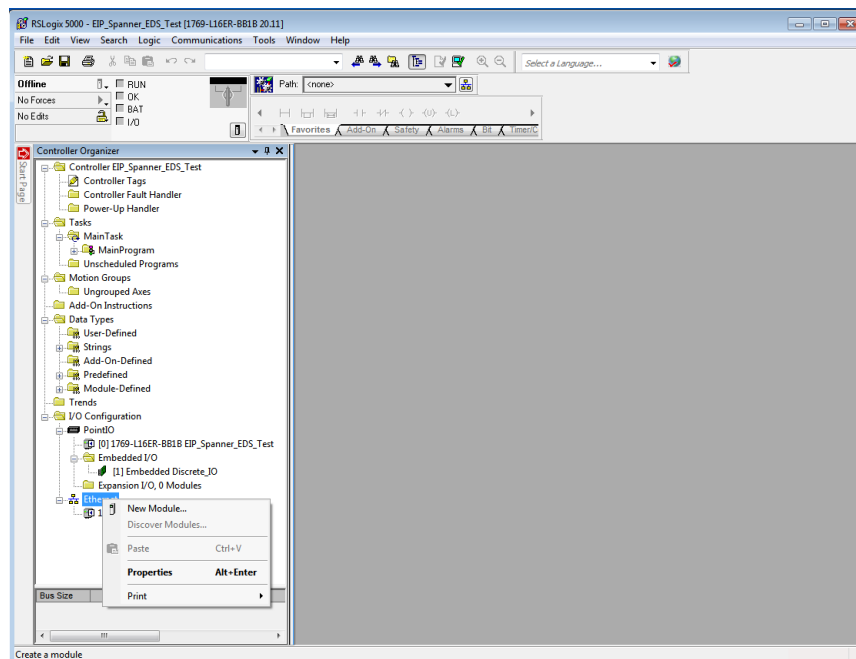 RSLogix 5000 - EIP_Spanner_EDS_Test [1769-L16ER-BB1B 20.11]
File Edit View Search Logic Communications Tools Window Help
Select a Language...
Offline
RUN
Path: <none>
No Forces
OK
No Edits
BAT
I/O
Favorites Add-On Safety Alarms Bit Timer/C
Start Page
Controller Organizer
Controller EIP_Spanner_EDS_Test
Controller Tags
Controller Fault Handler
Power-Up Handler
Tasks
MainTask
MainProgram
Unscheduled Programs
Motion Groups
Ungrouped Axes
Add-On Instructions
Data Types
User-Defined
Strings
Add-On-Defined
Predefined
Module-Defined
Trends
I/O Configuration
PointIO
[0] 1769-L16ER-BB1B EIP_Spanner_EDS_Test
Embedded I/O
[1] Embedded Discrete_IO
Expansion I/O, 0 Modules
New Module...
Discover Modules...
Paste Ctrl+V
Properties Alt+Enter
Print
Bus Size
Create a module